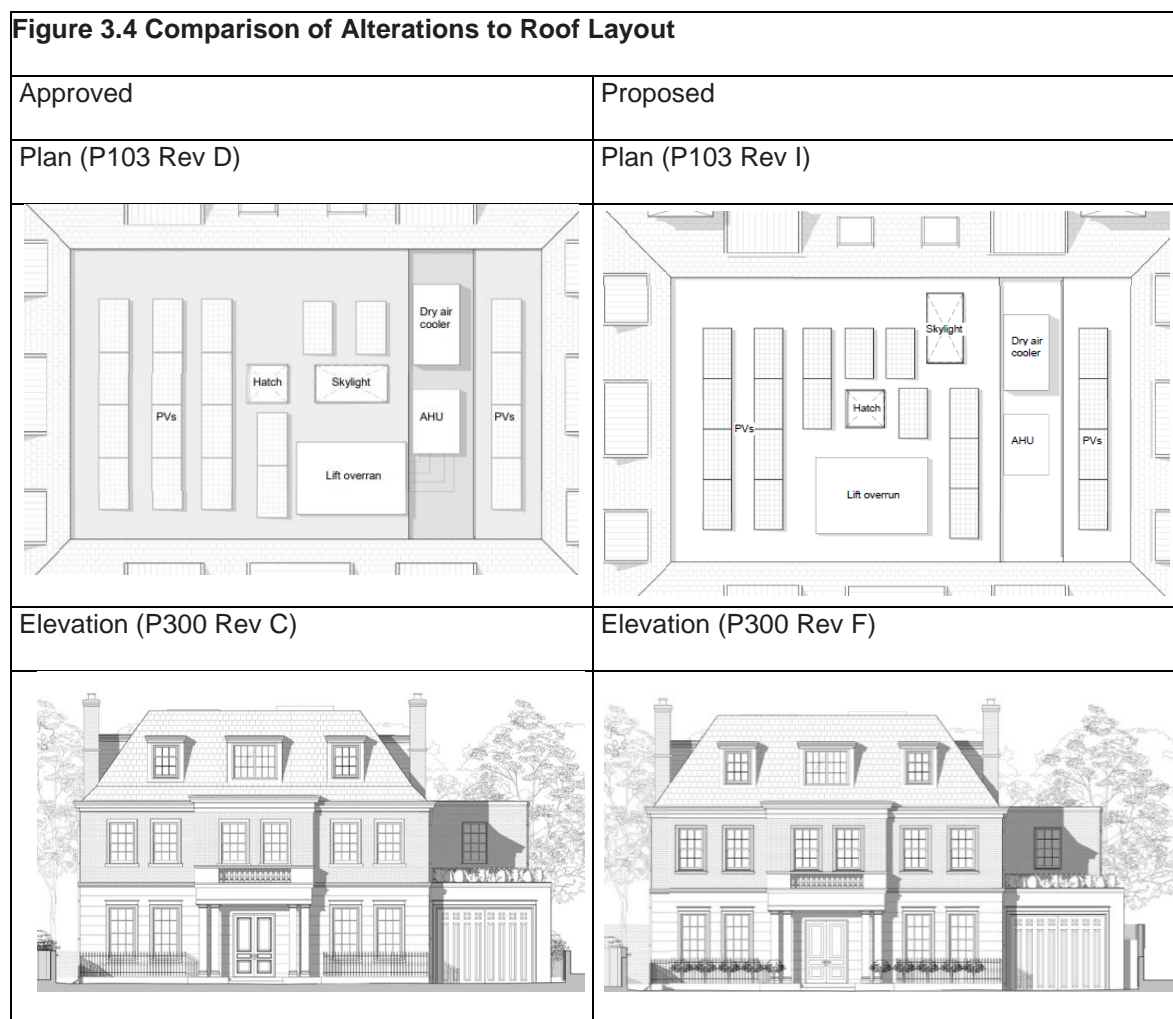 Figure 3.4 Comparison of Alterations to Roof Layout
Approved
Proposed
Plan (P103 Rev D)
Plan (P103 Rev I)
Dry air
cooler
Hatch
Skylight
PVs
AHU
PVs
Lift overran
Skylight
Dry air
cooler
Hatch
PVs
AHU
PVs
Lift overrun
Elevation (P300 Rev C)
Elevation (P300 Rev F)